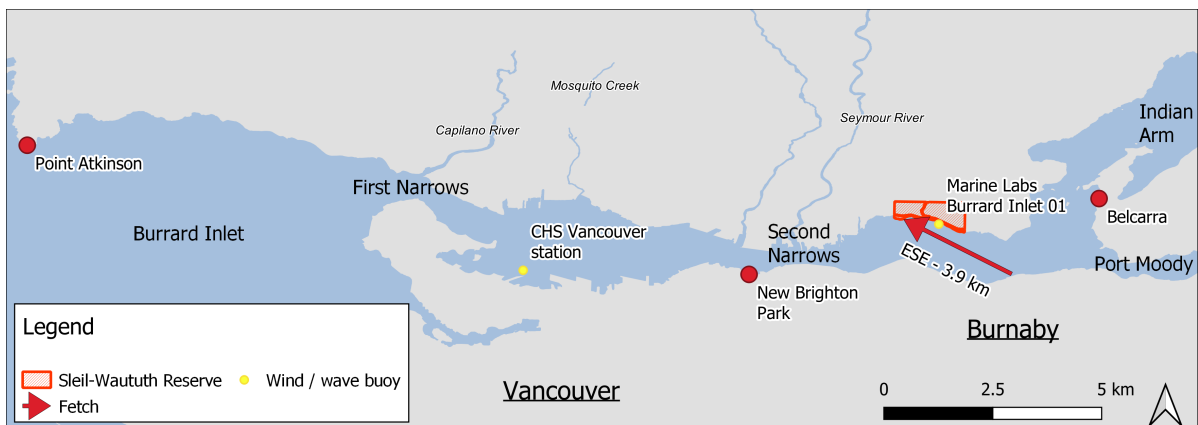 Mosquito Creek
Indian
Arm
Seymour River
Capilano River
Point Atkinson
First Narrows
Marine Labs
Burrard Inlet 01
Belcarra
Burrard Inlet
CHS Vancouver
station
Second
Narrows
ESE - 3.9 km
Port Moody
New Brighton
Park
Burnaby
Vancouver
Legend
Sleil-Waututh Reserve
Wind / wave buoy
Fetch
0 2.5 5 km